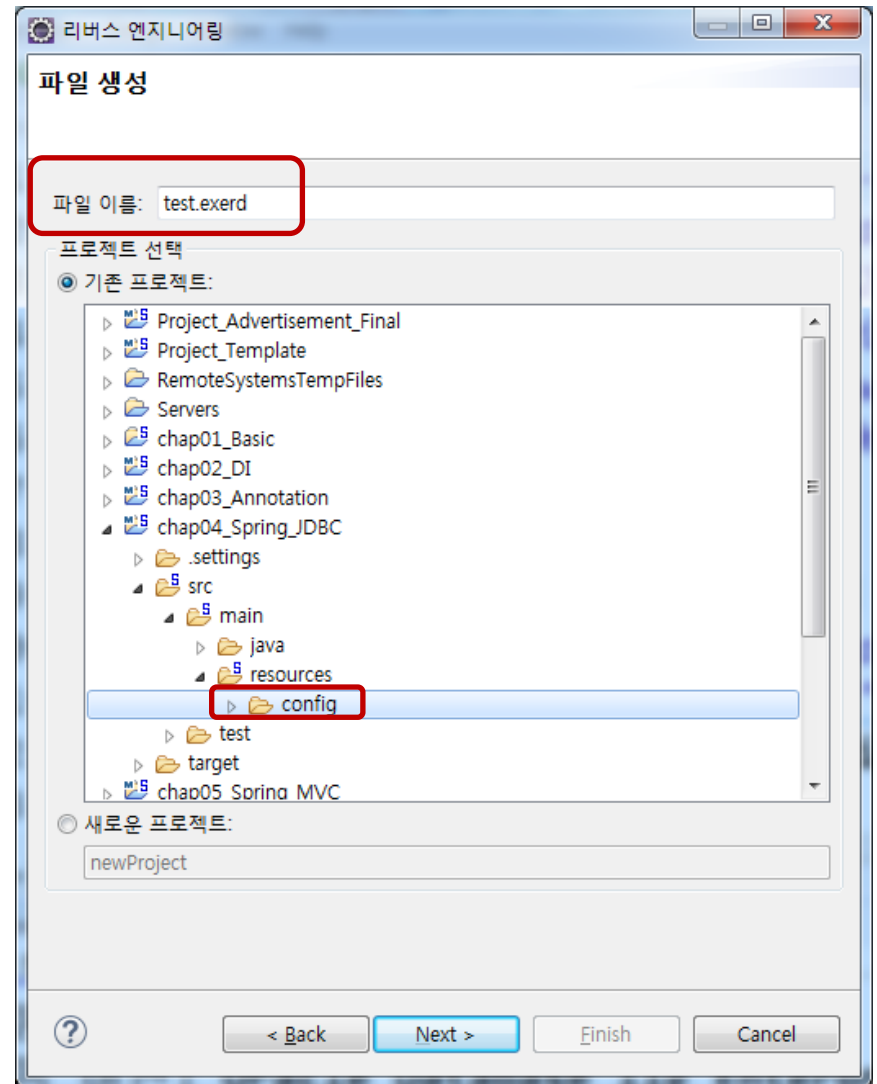 리버스 엔지니어링
파일 생성
파일 이름: test.exerd
프로젝트 선택
기존 프로젝트:
Project_Advertisement_Final
Project_Template
RemoteSystemsTempFiles
Servers
chap01_Basic
chap02_DI
chap03_Annotation
chap04_Spring_JDBC
.settings
src
main
java
resources
config
test
target
chap05_Spring_MVC
새로운 프로젝트:
newProject
< Back Next > Finish Cancel